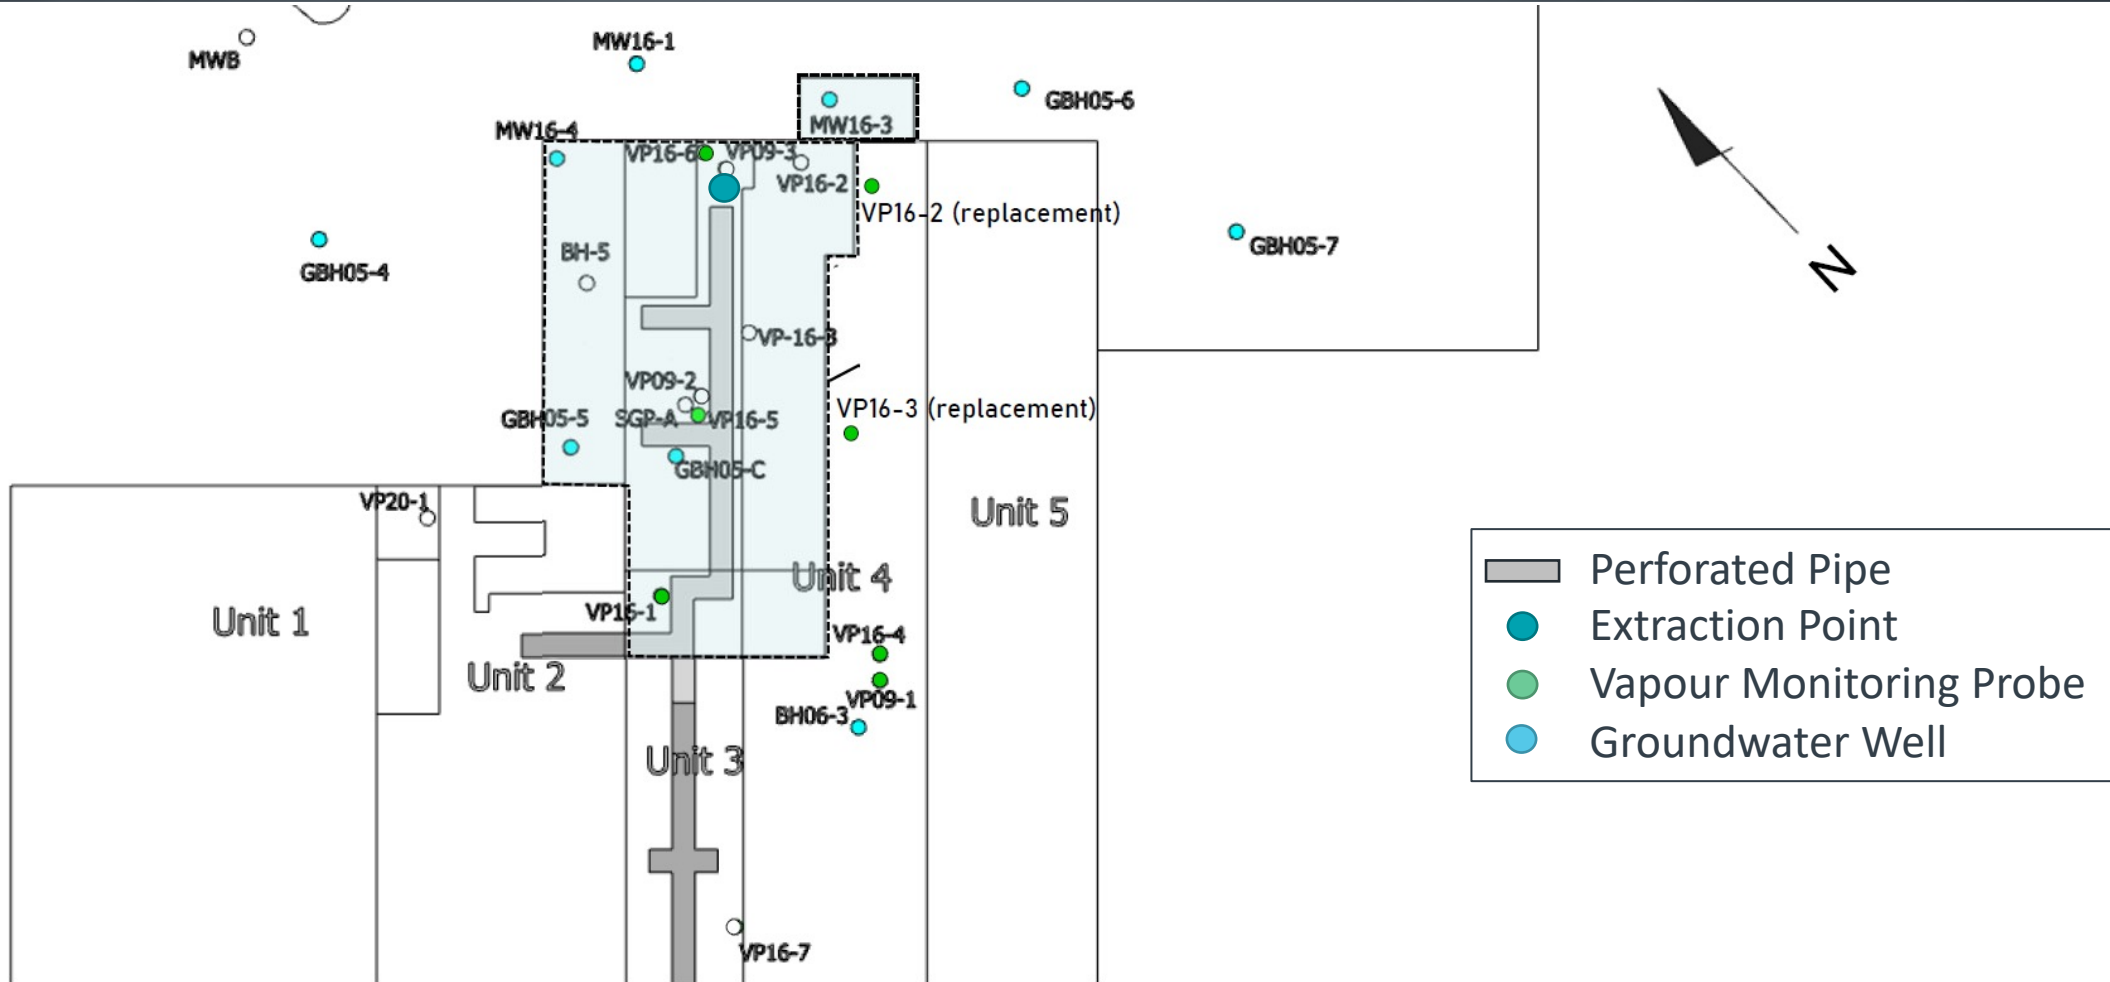 MWB
MW16-1
GBH05-6
MW16-3
MW16-4
VP16-6
VP09-3
VP16-2
VP16-2 (replacement)
GBH05-7
GBH05-4
BH-5
N
VP-16-3
VP09-2
VP16-3 (replacement)
GBH05-5
SGP-A
VP16-5
GBH05-C
VP20-1
Unit 5
Unit 4
Unit 1
VP16-1
VP16-4
Unit 2
VP09-1
BH06-3
Unit 3
VP16-7
Perforated Pipe
Extraction Point
Vapour Monitoring Probe
Groundwater Well